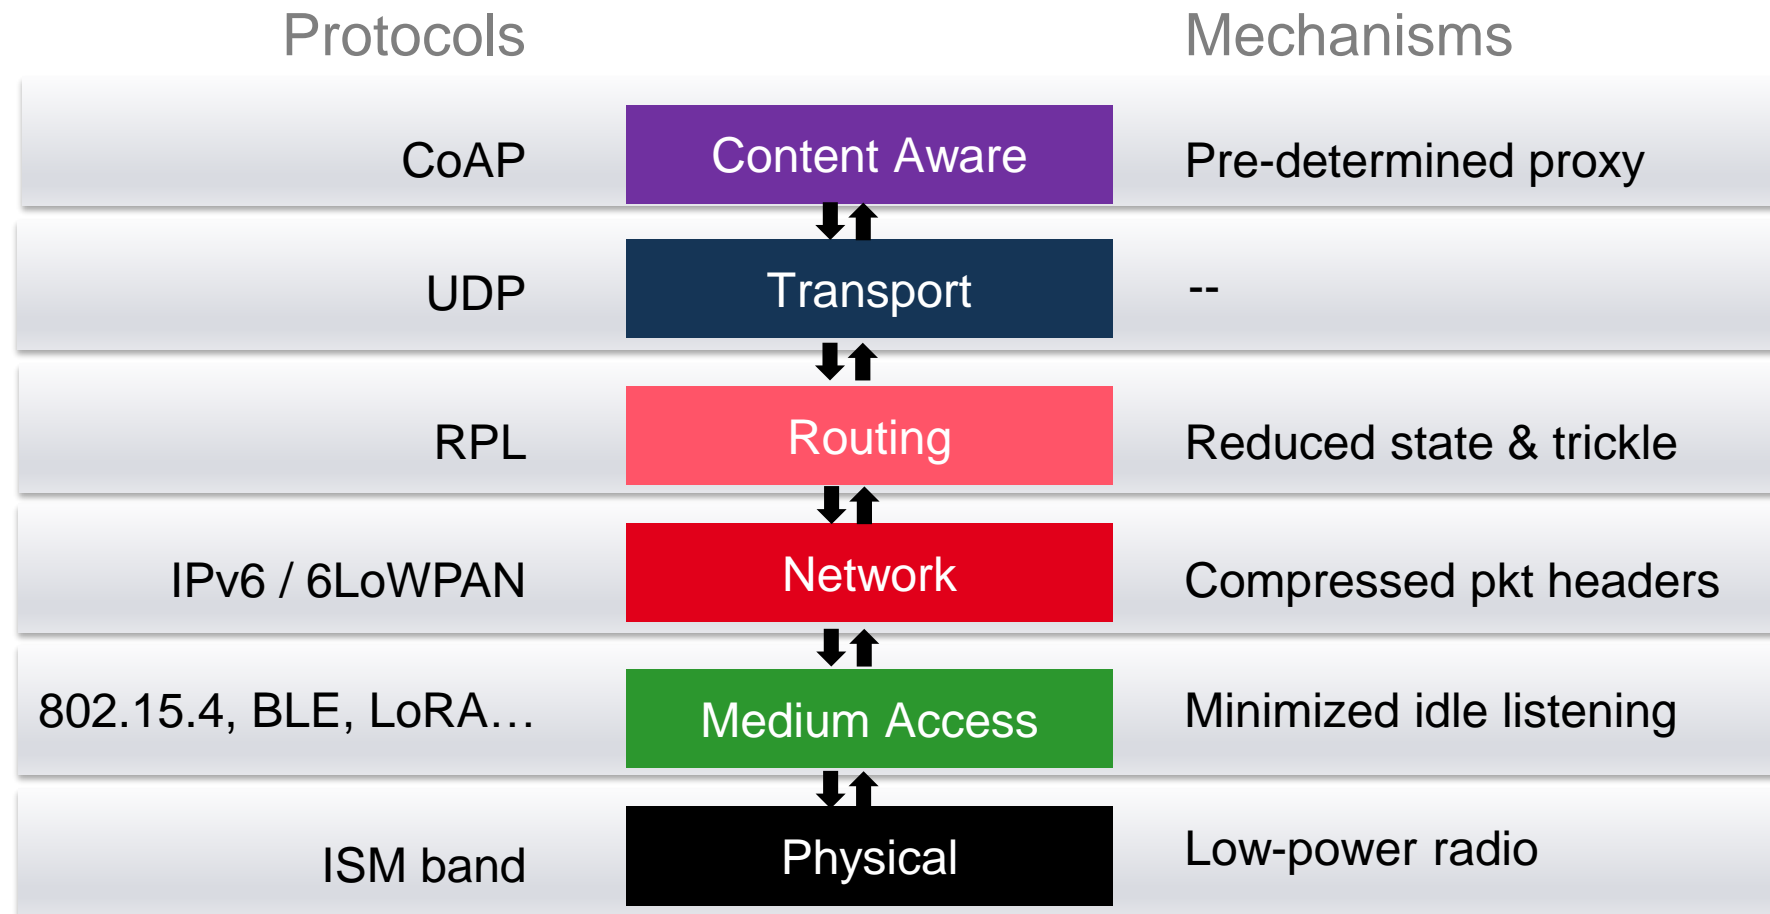 Protocols Mechanisms
CoAP Content Aware Pre-determined proxy
UDP Transport --
RPL Routing Reduced state & trickle
IPv6 / 6LoWPAN Network Compressed pkt headers
802.15.4, BLE, LoRA… Medium Access Minimized idle listening
ISM band Physical Low-power radio